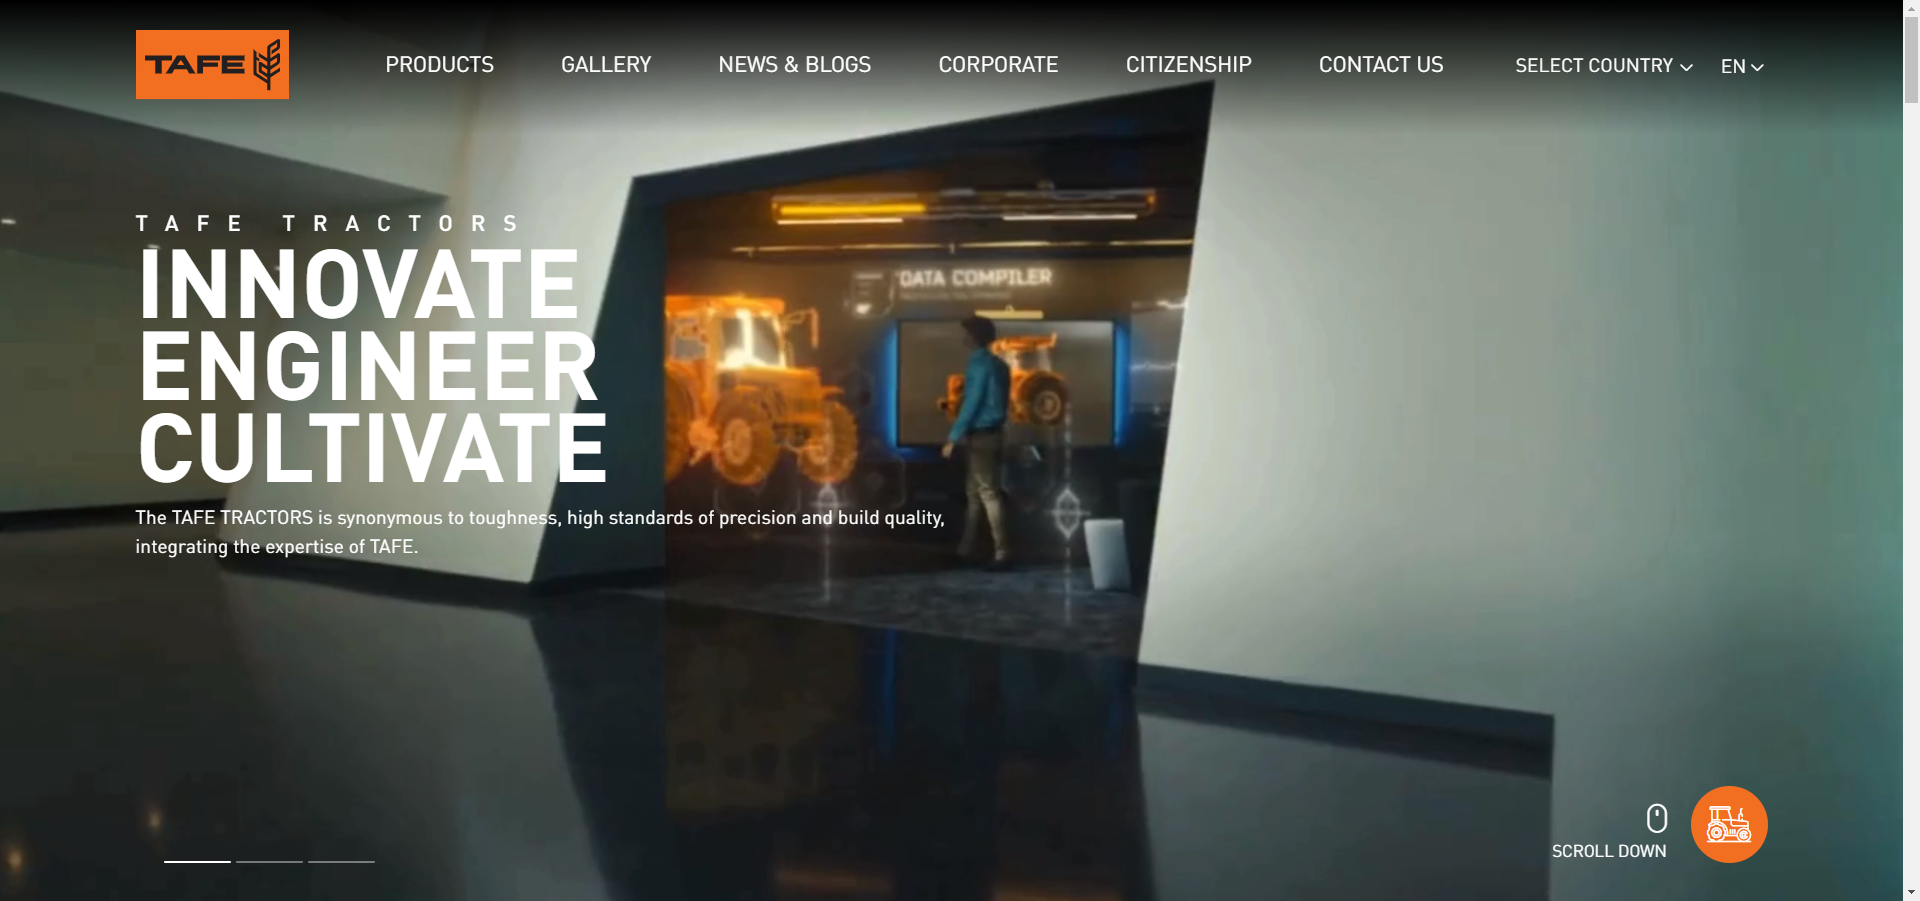 TAFE
PRODUCTS
GALLERY
NEWS & BLOGS
CORPORATE
CITIZENSHIP
CONTACT US
SELECT COUNTRY
EN
TAFE TRACTORS
INNOVATE
ENGINEER
CULTIVATE
DATA COMPILER
The TAFE TRACTORS is synonymous to toughness, high standards of precision and build quality,
integrating the expertise of TAFE.
SCROLL DOWN